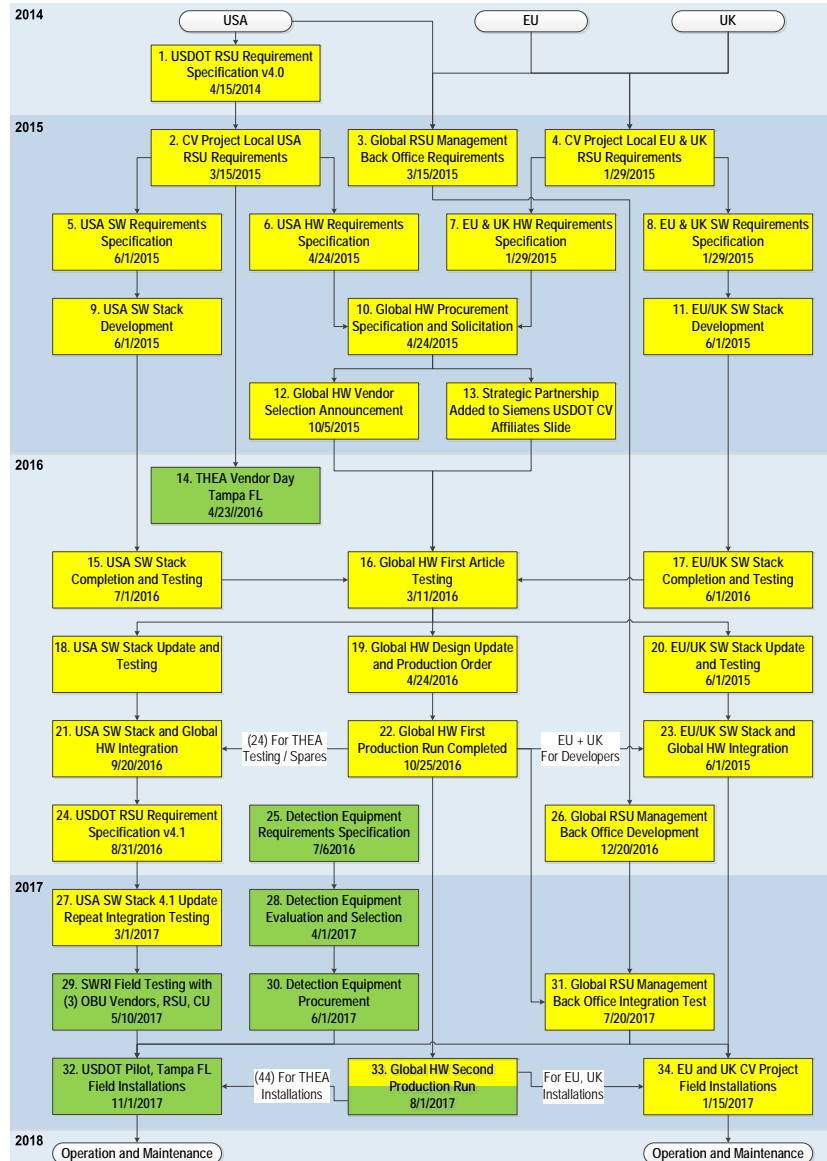 2014
USA
EU
UK
1. USDOT RSU Requirement
Specification v4.0
4/15/2014
2015
2. CV Project Local USA
RSU Requirements
3/15/2015
3. Global RSU Management
Back Office Requirements
3/15/2015
4. CV Project Local EU & UK
RSU Requirements
1/29/2015
5. USA SW Requirements
Specification
6/1/2015
6. USA HW Requirements
Specification
4/24/2015
7. EU & UK HW Requirements
Specification
1/29/2015
8. EU & UK SW Requirements
Specification
1/29/2015
9. USA SW Stack
Development
6/1/2015
10. Global HW Procurement
Specification and Solicitation
4/24/2015
11. EU/UK SW Stack
Development
6/1/2015
12. Global HW Vendor
Selection Announcement
10/5/2015
13. Strategic Partnership
Added to Siemens USDOT CV
Affiliates Slide
2016
14. THEA Vendor Day
Tampa FL
4/23//2016
15. USA SW Stack
Completion and Testing
7/1/2016
16. Global HW First Article
Testing
3/11/2016
17. EU/UK SW Stack
Completion and Testing
6/1/2016
18. USA SW Stack Update and
Testing
19. Global HW Design Update
and Production Order
4/24/2016
20. EU/UK SW Stack Update
and Testing
6/1/2015
21. USA SW Stack and Global
HW Integration
9/20/2016
(24) For THEA
Testing / Spares
22. Global HW First
Production Run Completed
10/25/2016
EU + UK
For Developers
23. EU/UK SW Stack and
Global HW Integration
6/1/2015
24. USDOT RSU Requirement
Specification v4.1
8/31/2016
25. Detection Equipment
Requirements Specification
7/62016
26. Global RSU Management
Back Office Development
12/20/2016
2017
27. USA SW Stack 4.1 Update
Repeat Integration Testing
3/1/2017
28. Detection Equipment
Evaluation and Selection
4/1/2017
29. SWRI Field Testing with
(3) OBU Vendors, RSU, CU
5/10/2017
30. Detection Equipment
Procurement
6/1/2017
31. Global RSU Management
Back Office Integration Test
7/20/2017
32. USDOT Pilot, Tampa FL
Field Installations
11/1/2017
(44) For THEA
Installations
33. Global HW Second
Production Run
8/1/2017
For EU, UK
Installations
34. EU and UK CV Project
Field Installations
1/15/2017
2018
Operation and Maintenance
Operation and Maintenance